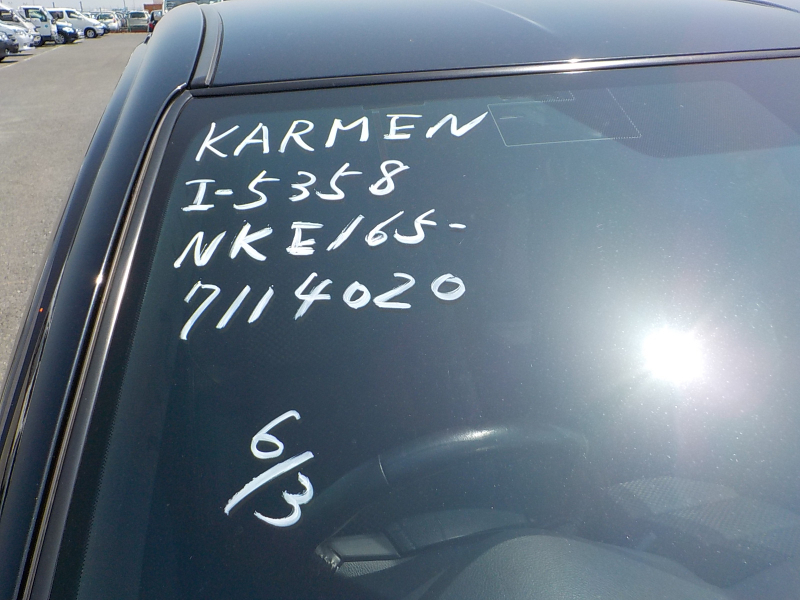 KARMEN
I-5358
NKE165-
7114020
6/3